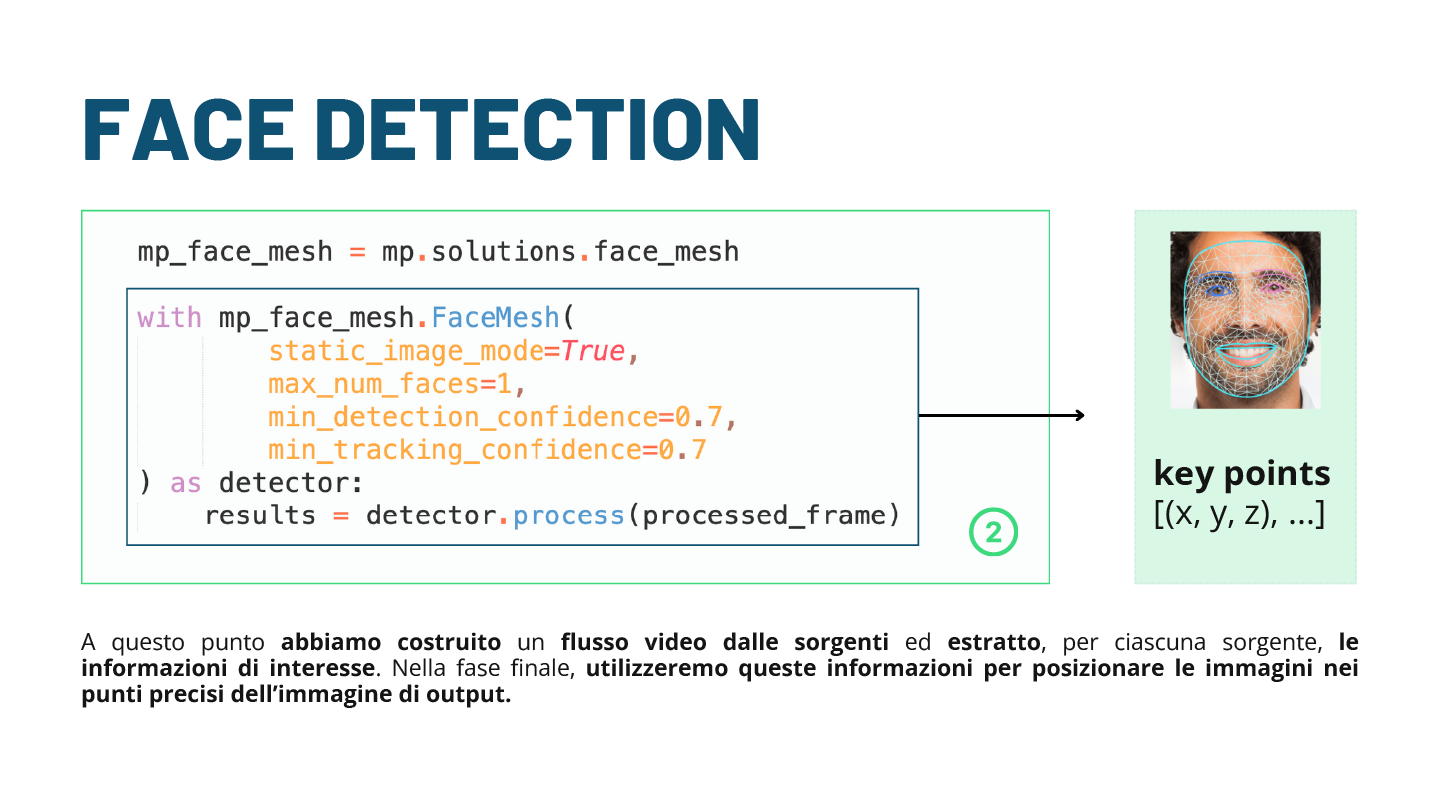 FACE DETECTION
mp_face_mesh = mp.solutions.face_mesh
with mp_face_mesh.FaceMesh(
static_image_mode=True,
max_num_faces=1,
min_detection_confidence=0.7,
min_tracking_confidence=0.7
) as detector:
results = detector.process(processed_frame)
2
key points
[(x, y, z), ...]
A questo punto abbiamo costruito un flusso video dalle sorgenti ed estratto, per ciascuna sorgente, le
informazioni di interesse. Nella fase finale, utilizzeremo queste informazioni per posizionare le immagini nei
punti precisi dell’immagine di output.